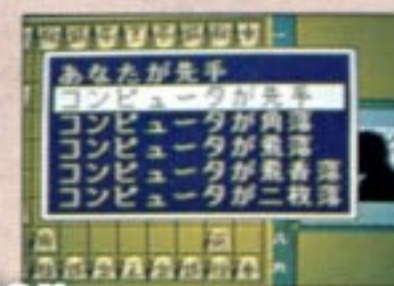 あなたが先手
コンピュータが先手
コンピュータが角落
コンピュータが飛落
コンピュータが飛香落
コンピュータが二枚落